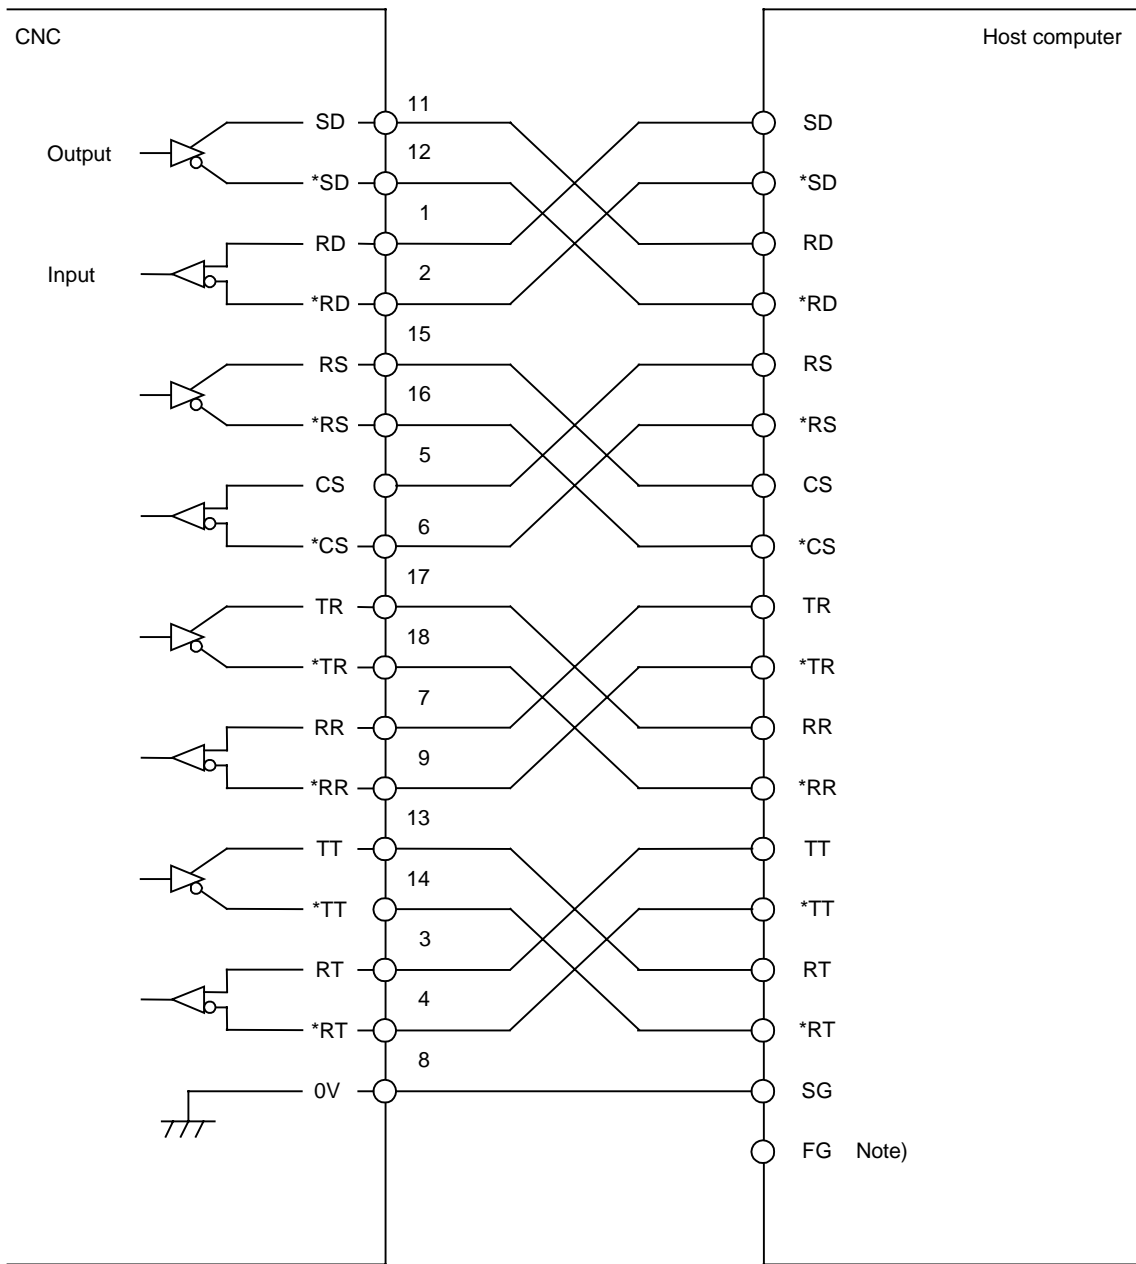 CNC
Host computer
11
SD SD
Output
12
*SD *SD
1
RD RD
Input
2
*RD *RD
15
RS RS
16
*RS *RS
5
CS CS
6
*CS *CS
17
TR TR
18
*TR *TR
7
RR RR
9
*RR *RR
13
TT TT
14
*TT *TT
3
RT RT
4
*RT *RT
8
0V SG
FG Note)